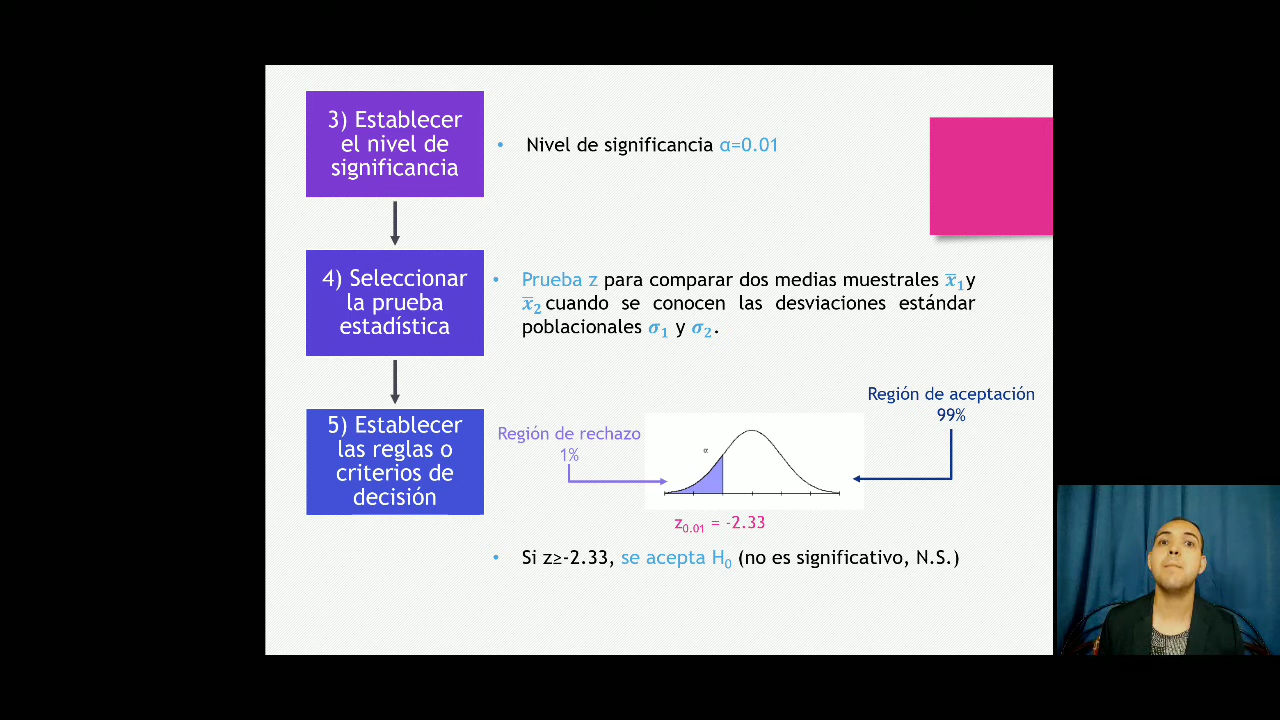 3) Establecer
el nivel de
significancia
• Nivel de significancia α=0.01
4) Seleccionar
la prueba
estadística
• Prueba z para comparar dos medias muestrales x̅₁ y
x̅₂ cuando se conocen las desviaciones estándar
poblacionales σ₁ y σ₂.
5) Establecer
las reglas o
criterios de
decisión
Región de rechazo
1%
α
Región de aceptación
99%
z₀.₀₁ = -2.33
• Si z≥-2.33, se acepta H₀ (no es significativo, N.S.)